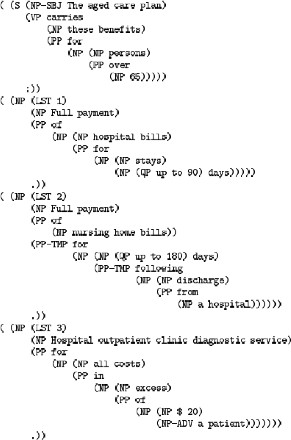 ( (S (NP-SBJ The aged care plan)
(VP carries
(NP these benefits)
(PP for
(NP (NP persons)
(PP over
(NP 65)))))
:))
( (NP (LST 1)
(NP Full payment)
(PP of
(NP (NP hospital bills)
(PP for
(NP (NP stays)
(NP (QP up to 90) days)))))
.))
( (NP (LST 2)
(NP Full payment)
(PP of
(NP nursing home bills))
(PP-TMP for
(NP (NP (QP up to 180) days)
(PP-TMP following
(NP (NP discharge)
(PP from
(NP a hospital))))))
.))
( (NP (LST 3)
(NP Hospital outpatient clinic diagnostic service)
(PP for
(NP (NP all costs)
(PP in
(NP (NP excess)
(PP of
(NP (NP $ 20)
(NP-ADV a patient)))))))
.))